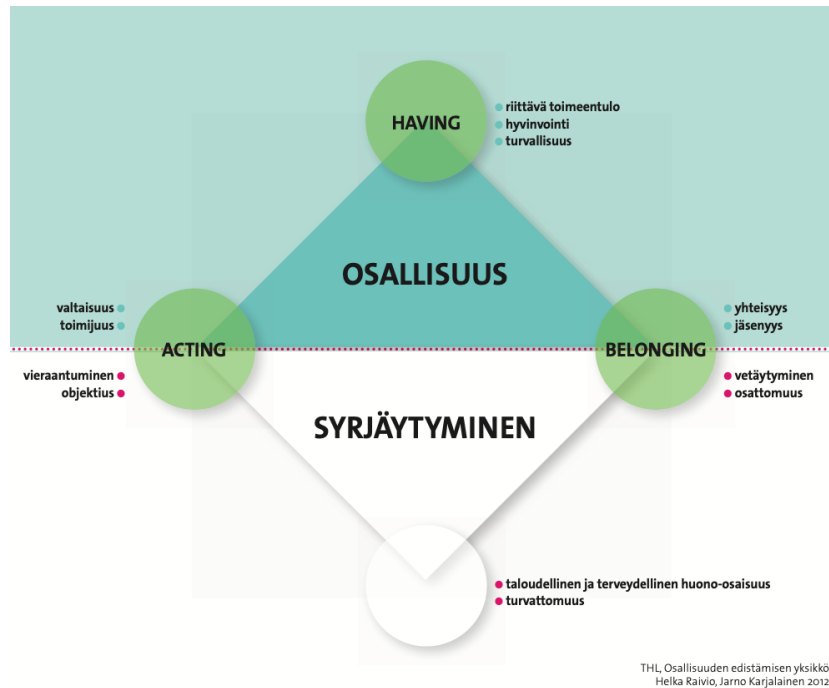 HAVING
riittävä toimeentulo
hyvinvointi
turvallisuus
OSALLISUUS
valtaisuus
toimijuus
yhteisyys
jäsenyys
ACTING
BELONGING
vieraantuminen
objektius
vetäytyminen
osattomuus
SYRJÄYTYMINEN
taloudellinen ja terveydellinen huono-osaisuus
turvattomuus
THL, Osallisuuden edistämisen yksikkö
Helka Raivio, Jarno Karjalainen 2012